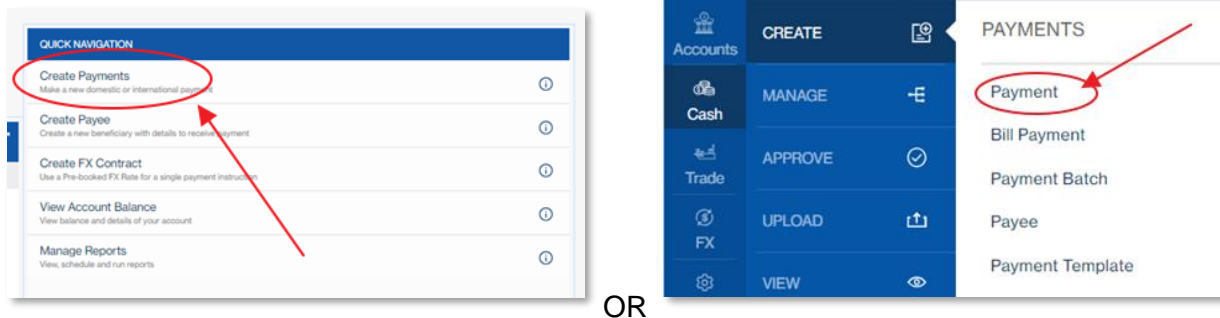 QUICK NAVIGATION
Create Payments
Make a new domestic or international payment
Create Payee
Create a new beneficiary with details to receive payment
Create FX Contract
Use a Pre-booked FX Rate for a single payment instruction
View Account Balance
View balance and details of your account
Manage Reports
View, schedule and run reports
OR
Accounts
Cash
Trade
FX
CREATE
MANAGE
APPROVE
UPLOAD
VIEW
PAYMENTS
Payment
Bill Payment
Payment Batch
Payee
Payment Template